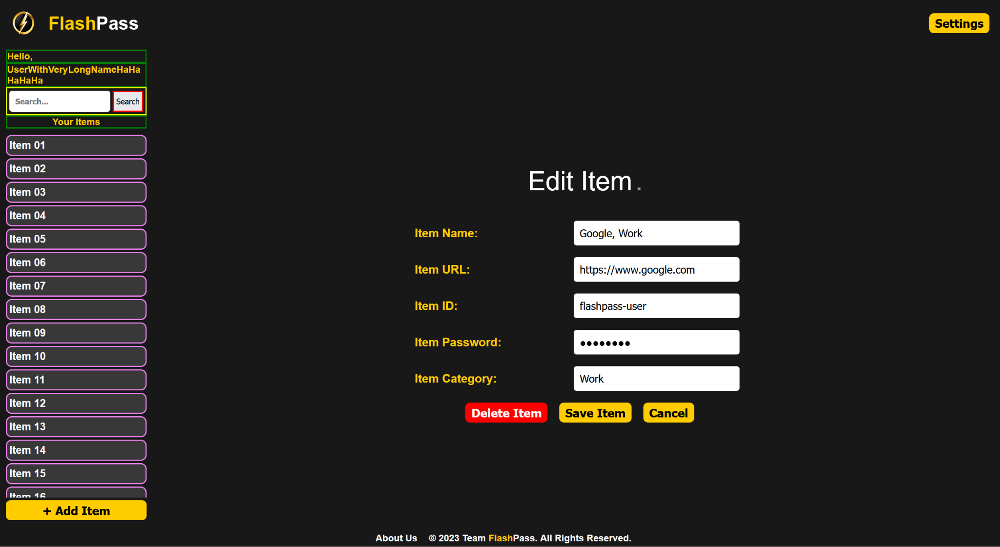 FlashPass
Settings
Hello,
UserWithVeryLongNameHaHa
HaHaHa
Search...
Search
Your Items
Item 01
Item 02
Item 03
Item 04
Item 05
Item 06
Item 07
Item 08
Item 09
Item 10
Item 11
Item 12
Item 13
Item 14
Item 15
Item 16
+ Add Item
Edit Item .
Item Name:
Google, Work
Item URL:
https://www.google.com
Item ID:
flashpass-user
Item Password:
●●●●●●●●
Item Category:
Work
Delete Item
Save Item
Cancel
About Us © 2023 Team FlashPass. All Rights Reserved.